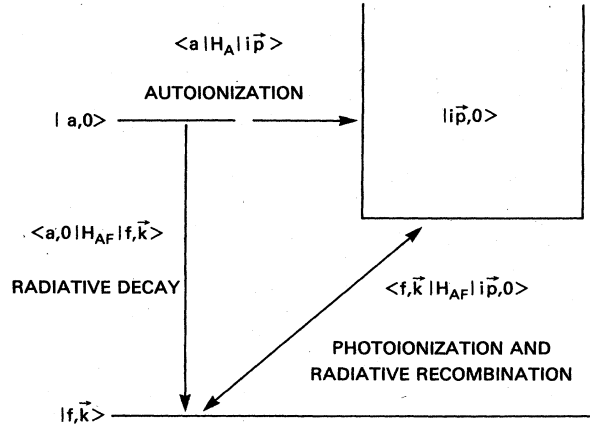 <a|H_A|ip⃗>
AUTOIONIZATION
|a,0>
|ip⃗,0>
<a,0|H_AF|f,k⃗>
RADIATIVE DECAY
<f,k⃗|H_AF|ip⃗,0>
PHOTOIONIZATION AND
RADIATIVE RECOMBINATION
|f,k⃗>